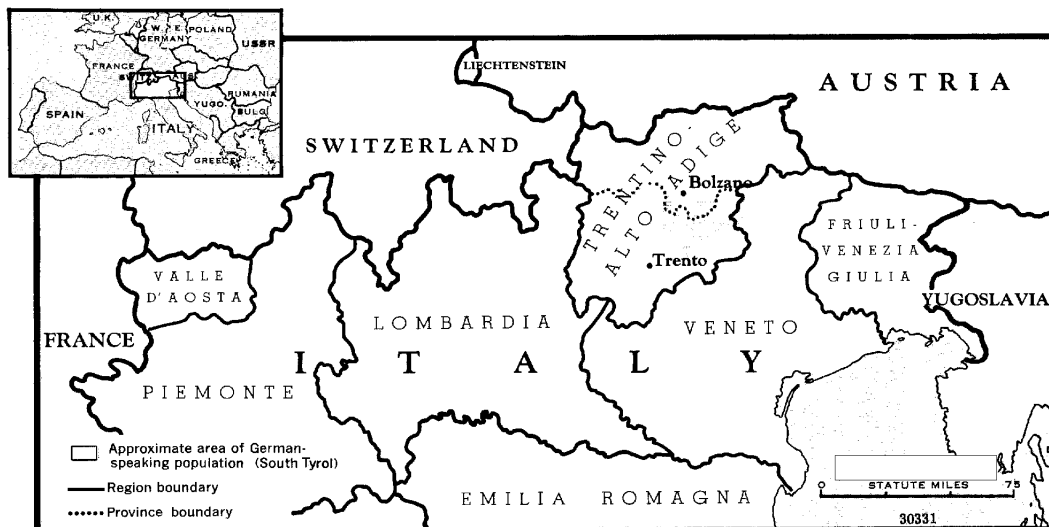 U.K.
W.
E.
GERMANY
POLAND
USSR
FRANCE
RUMANIA
YUGO.
BULG.
SPAIN
ITALY
GREECE
LIECHTENSTEIN
AUSTRIA
SWITZERLAND
TRENTINO-
ALTO ADIGE
Bolzano
Trento
FRIULI-
VENEZIA
GIULIA
VALLE
D'AOSTA
YUGOSLAVIA
FRANCE
LOMBARDIA
VENETO
ITALY
PIEMONTE
Approximate area of German-
speaking population (South Tyrol)
Region boundary
Province boundary
EMILIA ROMAGNA
0 STATUTE MILES 75
30331